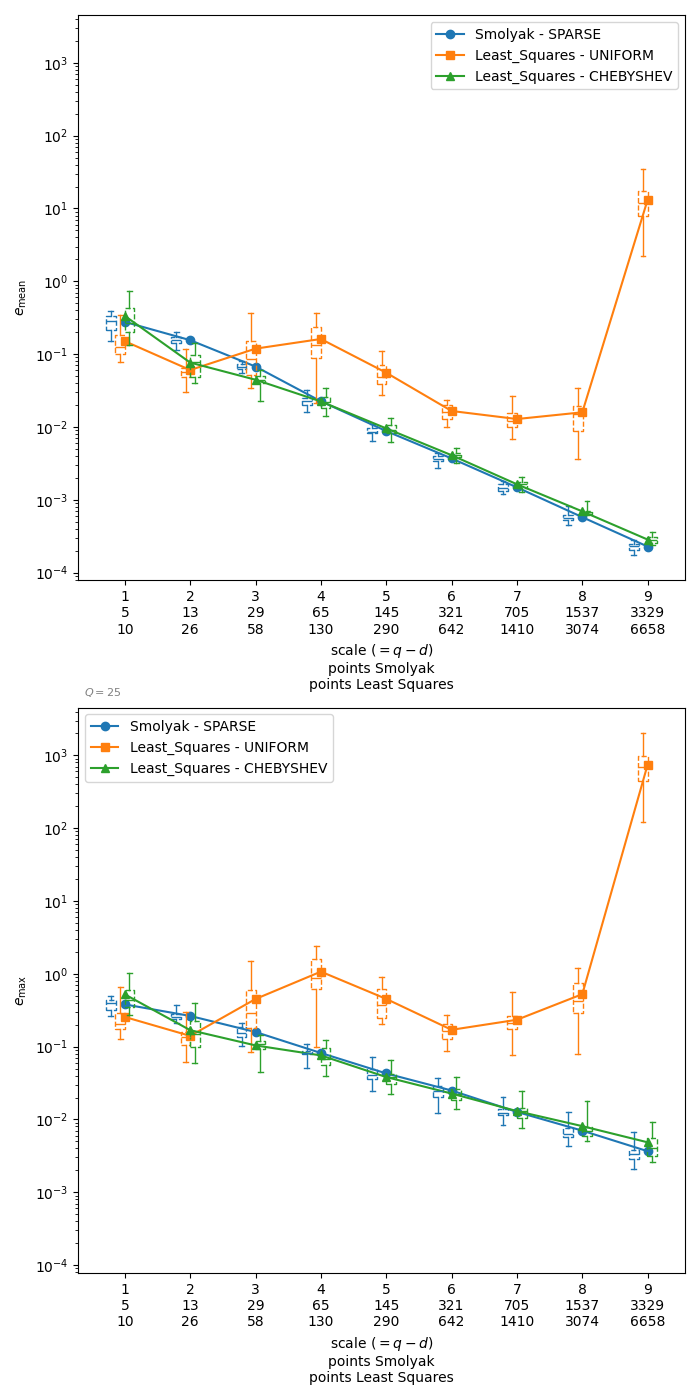 Smolyak - SPARSE
Least_Squares - UNIFORM
Least_Squares - CHEBYSHEV
10³
10²
10¹
10⁰
10⁻¹
10⁻²
10⁻³
10⁻⁴
e_mean
1 2 3 4 5 6 7 8 9
5 13 29 65 145 321 705 1537 3329
10 26 58 130 290 642 1410 3074 6658
scale (= q − d)
points Smolyak
points Least Squares
Q = 25
Smolyak - SPARSE
Least_Squares - UNIFORM
Least_Squares - CHEBYSHEV
10³
10²
10¹
10⁰
10⁻¹
10⁻²
10⁻³
10⁻⁴
e_max
1 2 3 4 5 6 7 8 9
5 13 29 65 145 321 705 1537 3329
10 26 58 130 290 642 1410 3074 6658
scale (= q − d)
points Smolyak
points Least Squares